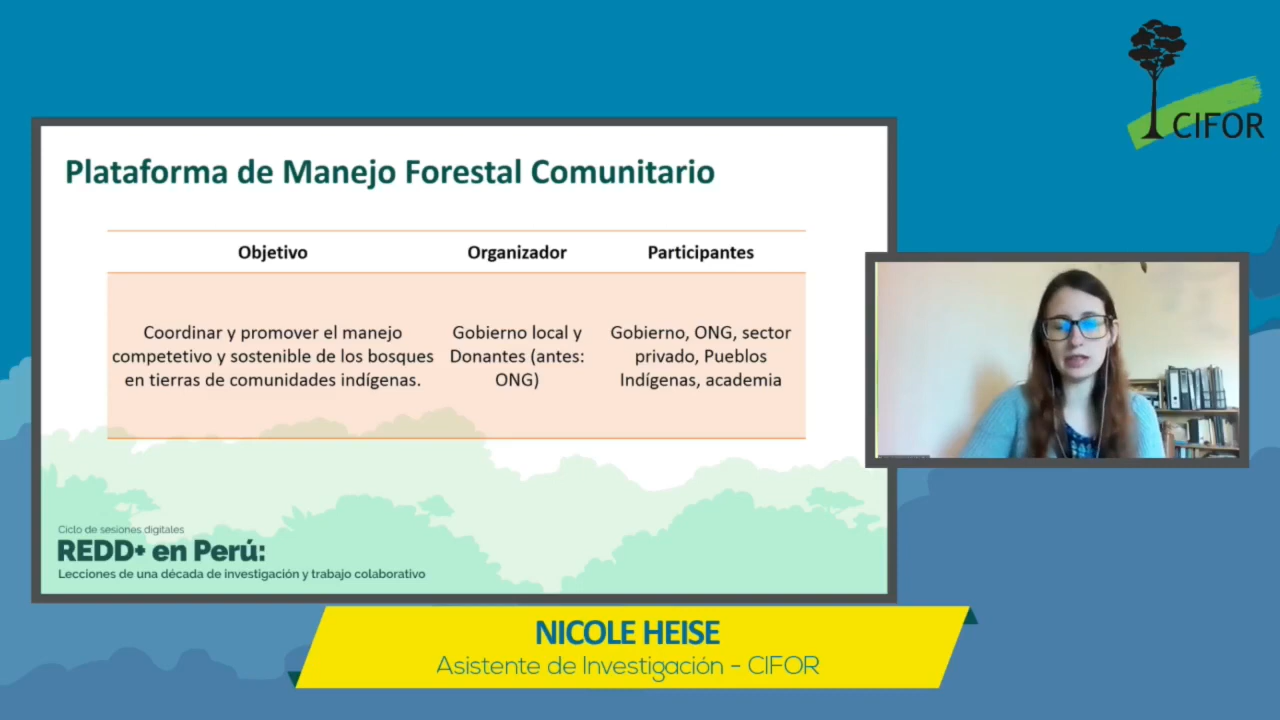 CIFOR
Plataforma de Manejo Forestal Comunitario
Objetivo
Organizador
Participantes
Coordinar y promover el manejo
competetivo y sostenible de los bosques
en tierras de comunidades indígenas.
Gobierno local y
Donantes (antes:
ONG)
Gobierno, ONG, sector
privado, Pueblos
Indígenas, academia
Ciclo de sesiones digitales
REDD+ en Perú:
Lecciones de una década de investigación y trabajo colaborativo
NICOLE HEISE
Asistente de Investigación - CIFOR